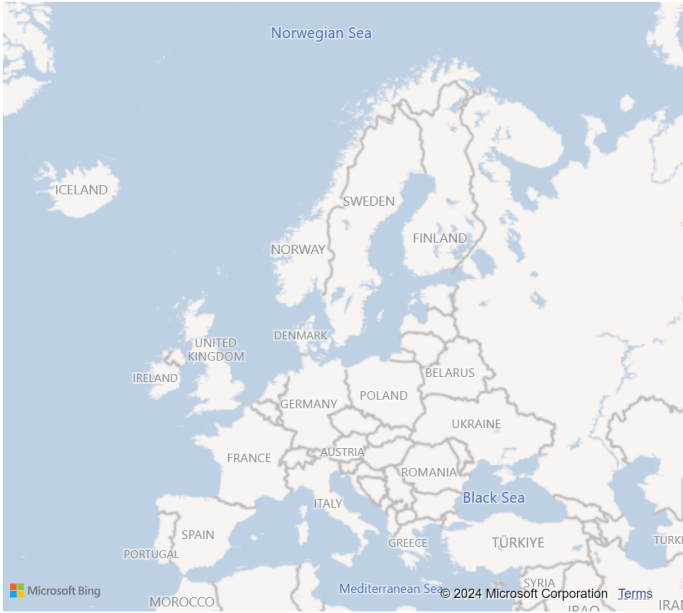 Norwegian Sea
ICELAND
SWEDEN
FINLAND
NORWAY
DENMARK
UNITED
KINGDOM
IRELAND
BELARUS
POLAND
GERMANY
UKRAINE
AUSTRIA
FRANCE
ROMANIA
Black Sea
ITALY
SPAIN
GREECE
TÜRKIYE
PORTUGAL
SYRIA
Mediterranean Sea
© 2024 Microsoft Corporation Terms
Microsoft Bing
MOROCCO